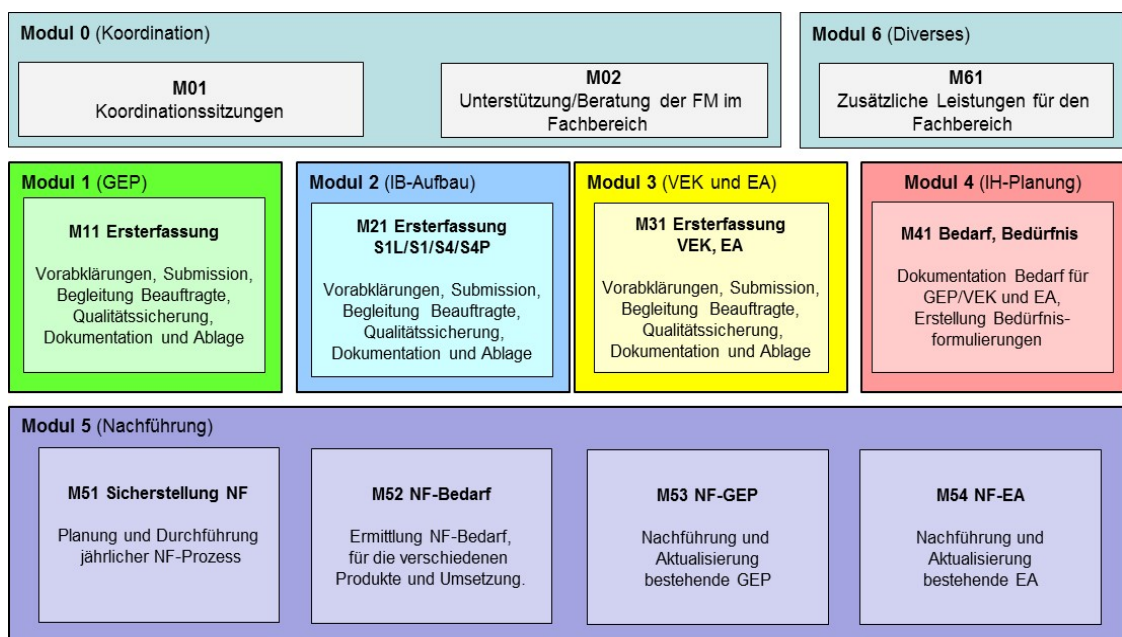 Modul 0 (Koordination)
M01
Koordinationssitzungen
M02
Unterstützung/Beratung der FM im
Fachbereich
Modul 6 (Diverses)
M61
Zusätzliche Leistungen für den
Fachbereich
Modul 1 (GEP)
M11 Ersterfassung
Vorabklärungen, Submission,
Begleitung Beauftragte,
Qualitätssicherung,
Dokumentation und Ablage
Modul 2 (IB-Aufbau)
M21 Ersterfassung
S1L/S1/S4/S4P
Vorabklärungen, Submission,
Begleitung Beauftragte,
Qualitätssicherung,
Dokumentation und Ablage
Modul 3 (VEK und EA)
M31 Ersterfassung
VEK, EA
Vorabklärungen, Submission,
Begleitung Beauftragte,
Qualitätssicherung,
Dokumentation und Ablage
Modul 4 (IH-Planung)
M41 Bedarf, Bedürfnis
Dokumentation Bedarf für
GEP/VEK und EA,
Erstellung Bedürfnis-
formulierungen
Modul 5 (Nachführung)
M51 Sicherstellung NF
Planung und Durchführung
jährlicher NF-Prozess
M52 NF-Bedarf
Ermittlung NF-Bedarf,
für die verschiedenen
Produkte und Umsetzung.
M53 NF-GEP
Nachführung und
Aktualisierung
bestehende GEP
M54 NF-EA
Nachführung und
Aktualisierung
bestehende EA